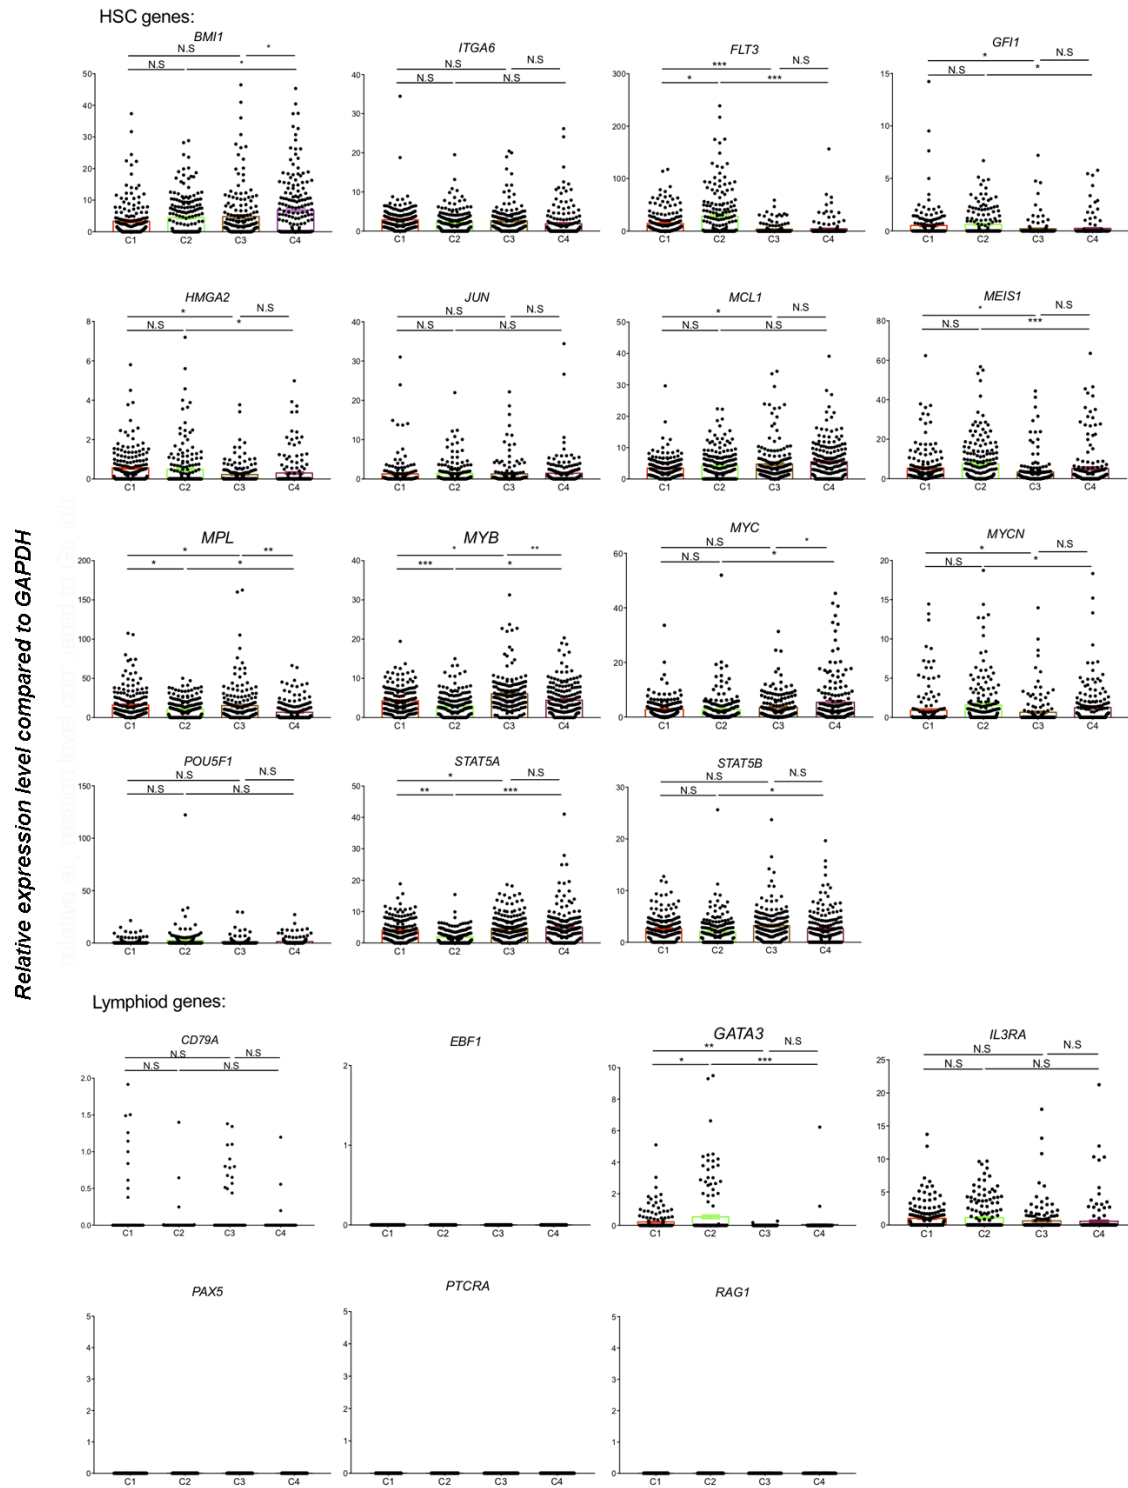 HSC genes:
BMI1
N.S *
N.S *
50
40
30
20
10
0
C1 C2 C3 C4
ITGA6
N.S N.S
N.S N.S
40
30
20
10
0
C1 C2 C3 C4
FLT3
*** N.S
* ***
300
200
100
0
C1 C2 C3 C4
GFI1
* N.S
N.S *
15
10
5
0
C1 C2 C3 C4
HMGA2
* N.S
N.S *
8
6
4
2
0
C1 C2 C3 C4
JUN
N.S N.S
N.S N.S
40
30
20
10
0
C1 C2 C3 C4
MCL1
* N.S
N.S N.S
50
40
30
20
10
0
C1 C2 C3 C4
MEIS1
* N.S
N.S ***
80
60
40
20
0
C1 C2 C3 C4
Relative expression level compared to GAPDH
MPL
* **
* *
200
150
100
50
0
C1 C2 C3 C4
MYB
* **
*** *
40
30
20
10
0
C1 C2 C3 C4
MYC
N.S *
N.S *
60
40
20
0
C1 C2 C3 C4
MYCN
* N.S
N.S *
20
15
10
5
0
C1 C2 C3 C4
POU5F1
N.S N.S
N.S N.S
150
100
50
0
C1 C2 C3 C4
STAT5A
* N.S
** ***
50
40
30
20
10
0
C1 C2 C3 C4
STAT5B
N.S N.S
N.S *
30
20
10
0
C1 C2 C3 C4
Lymphiod genes:
CD79A
N.S N.S
N.S N.S
2.0
1.5
1.0
0.5
0.0
C1 C2 C3 C4
EBF1
2
1
0
C1 C2 C3 C4
GATA3
** N.S
* ***
10
8
6
4
2
0
C1 C2 C3 C4
IL3RA
N.S N.S
N.S N.S
25
20
15
10
5
0
C1 C2 C3 C4
PAX5
5
4
3
2
1
0
C1 C2 C3 C4
PTCRA
5
4
3
2
1
0
C1 C2 C3 C4
RAG1
5
4
3
2
1
0
C1 C2 C3 C4